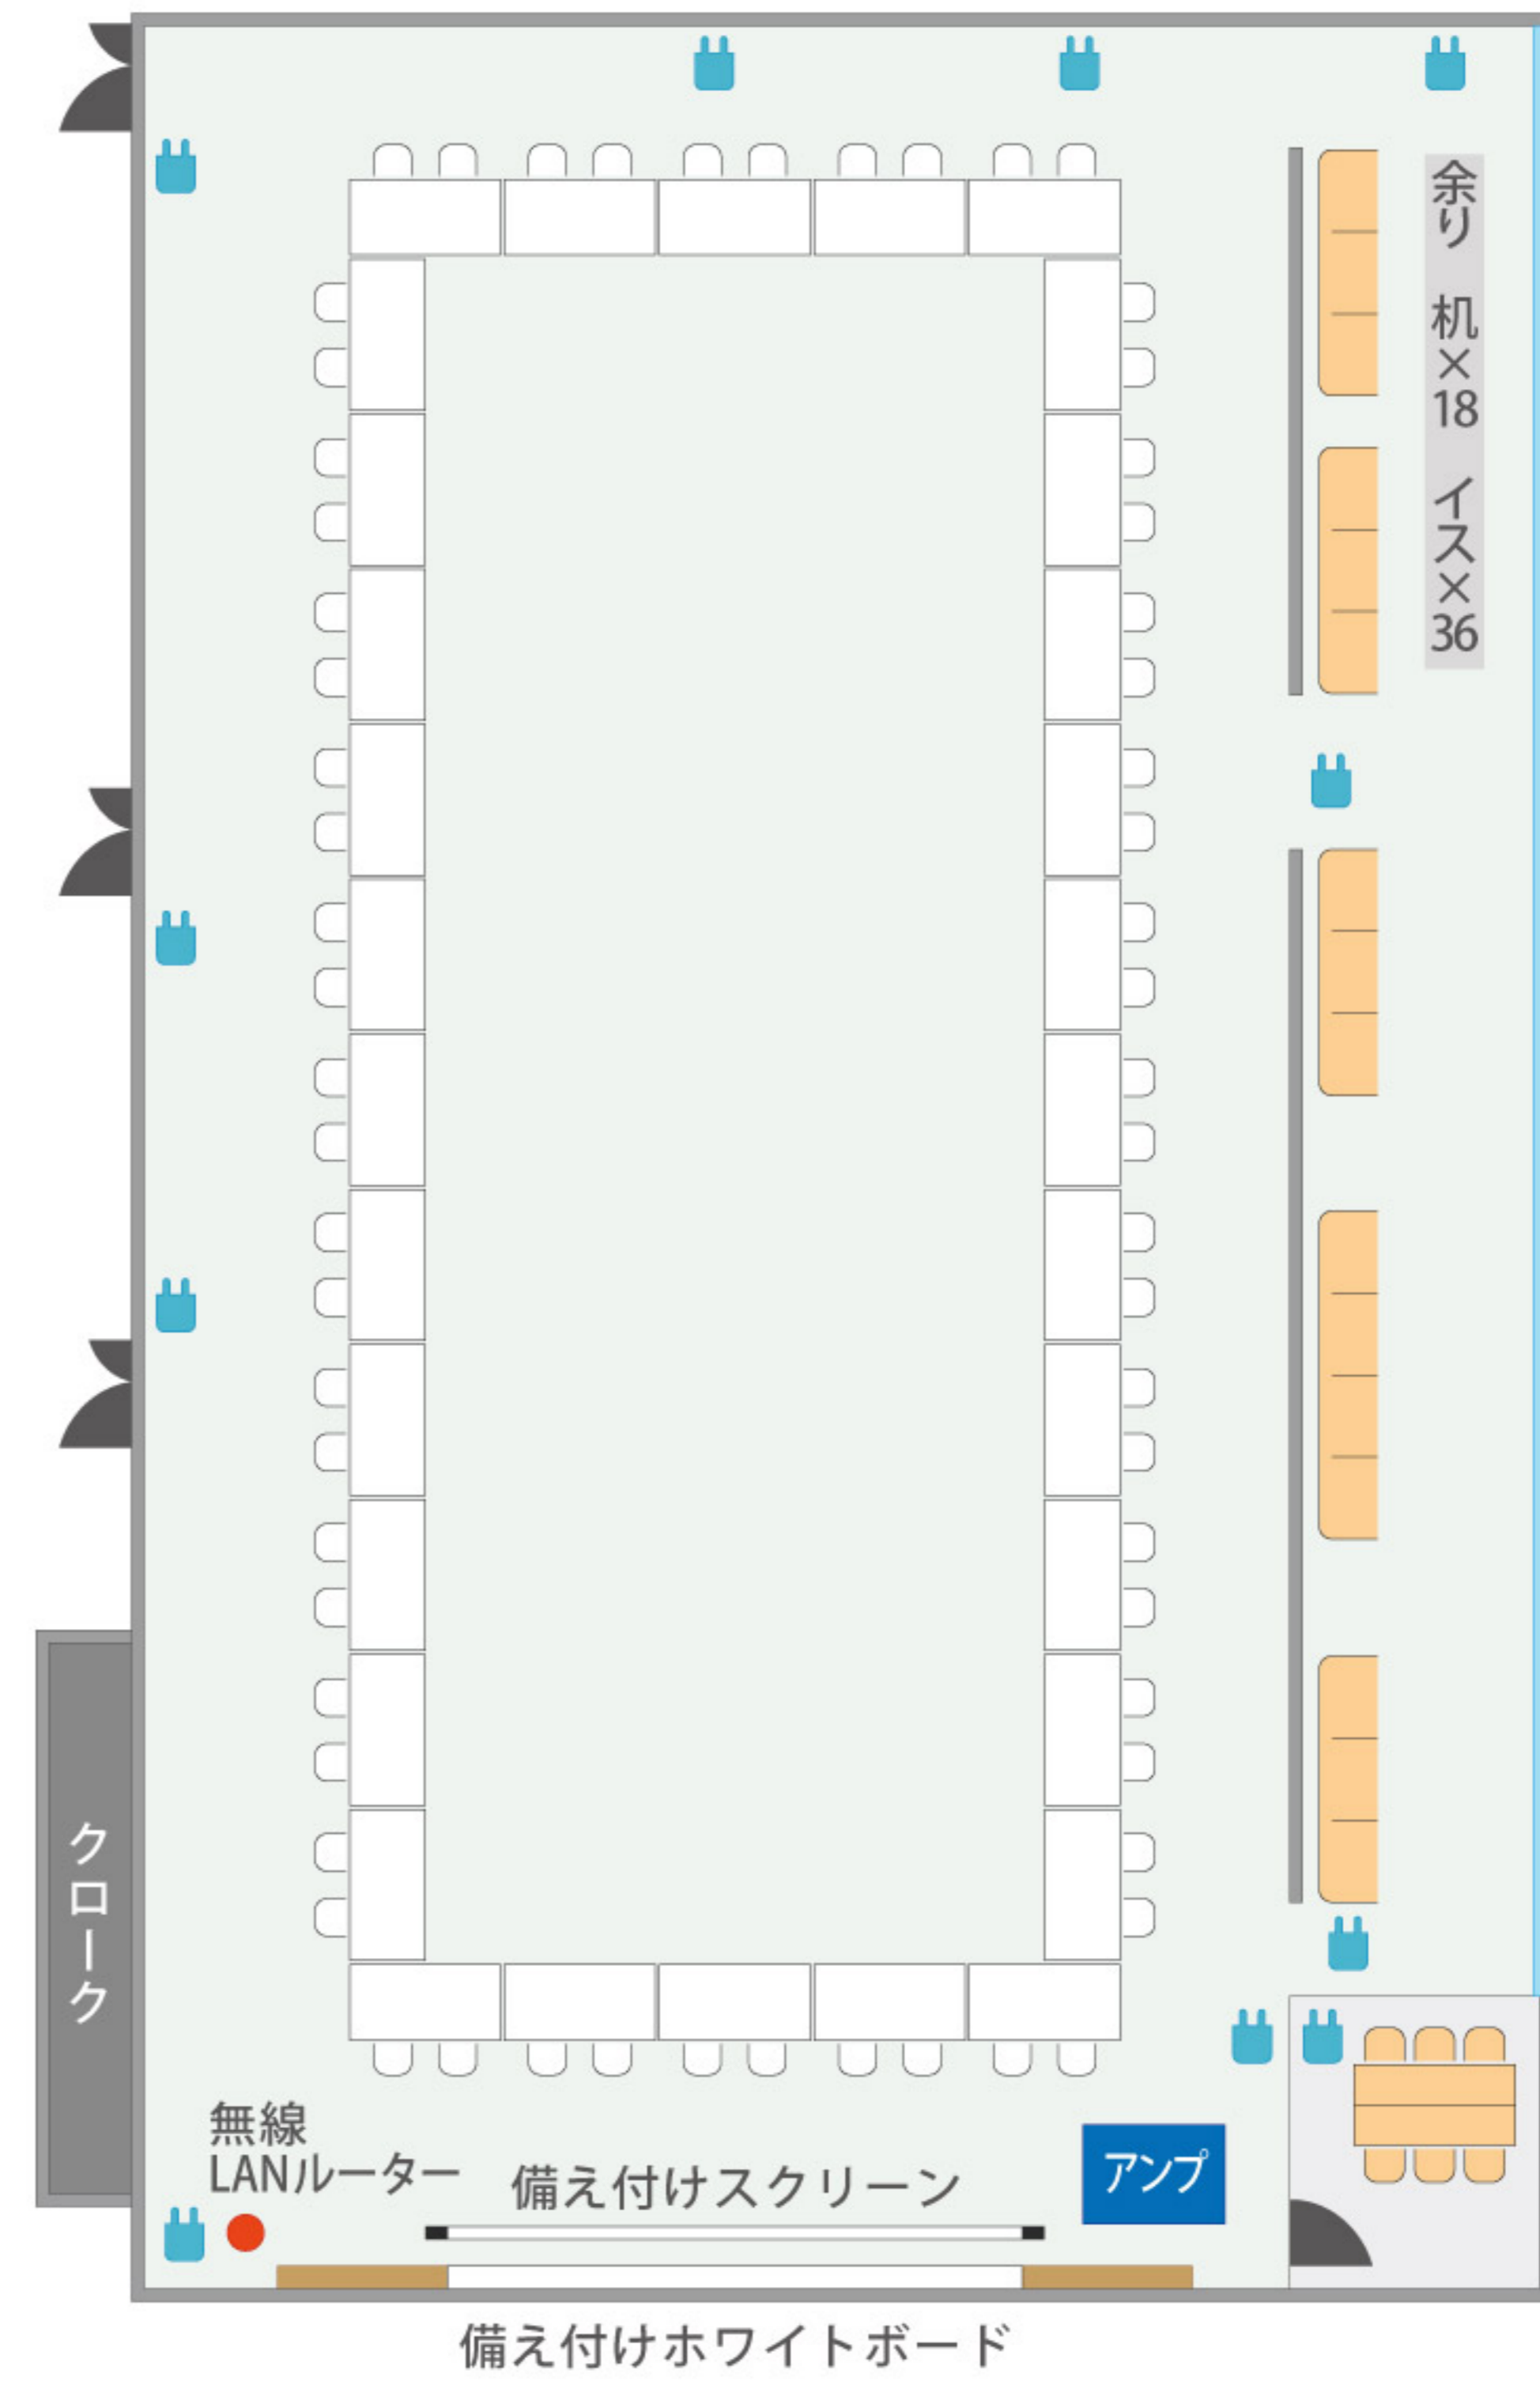 余り 机×18 イス×36
クローク
無線
LANルーター
備え付けスクリーン
アンプ
備え付けホワイトボード